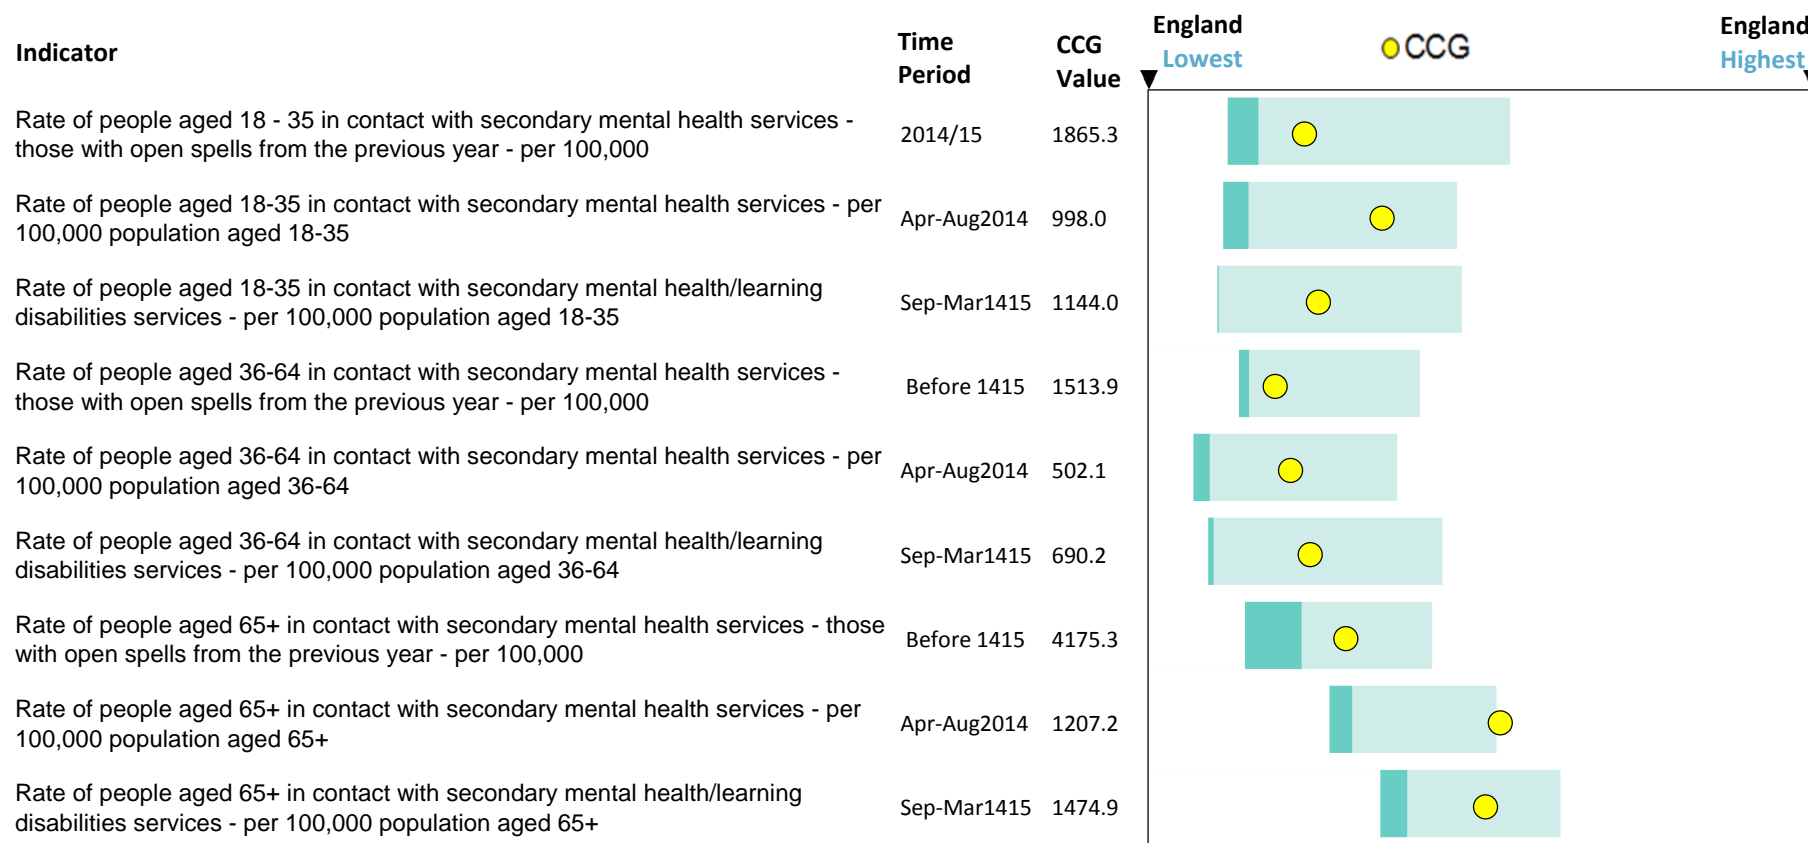 Indicator
Time Period
CCG Value
England Lowest
CCG
England Highest
Rate of people aged 18 - 35 in contact with secondary mental health services -
those with open spells from the previous year - per 100,000
2014/15
1865.3
Rate of people aged 18-35 in contact with secondary mental health services - per
100,000 population aged 18-35
Apr-Aug2014
998.0
Rate of people aged 18-35 in contact with secondary mental health/learning
disabilities services - per 100,000 population aged 18-35
Sep-Mar1415
1144.0
Rate of people aged 36-64 in contact with secondary mental health services -
those with open spells from the previous year - per 100,000
Before 1415
1513.9
Rate of people aged 36-64 in contact with secondary mental health services - per
100,000 population aged 36-64
Apr-Aug2014
502.1
Rate of people aged 36-64 in contact with secondary mental health/learning
disabilities services - per 100,000 population aged 36-64
Sep-Mar1415
690.2
Rate of people aged 65+ in contact with secondary mental health services - those
with open spells from the previous year - per 100,000
Before 1415
4175.3
Rate of people aged 65+ in contact with secondary mental health services - per
100,000 population aged 65+
Apr-Aug2014
1207.2
Rate of people aged 65+ in contact with secondary mental health/learning
disabilities services - per 100,000 population aged 65+
Sep-Mar1415
1474.9